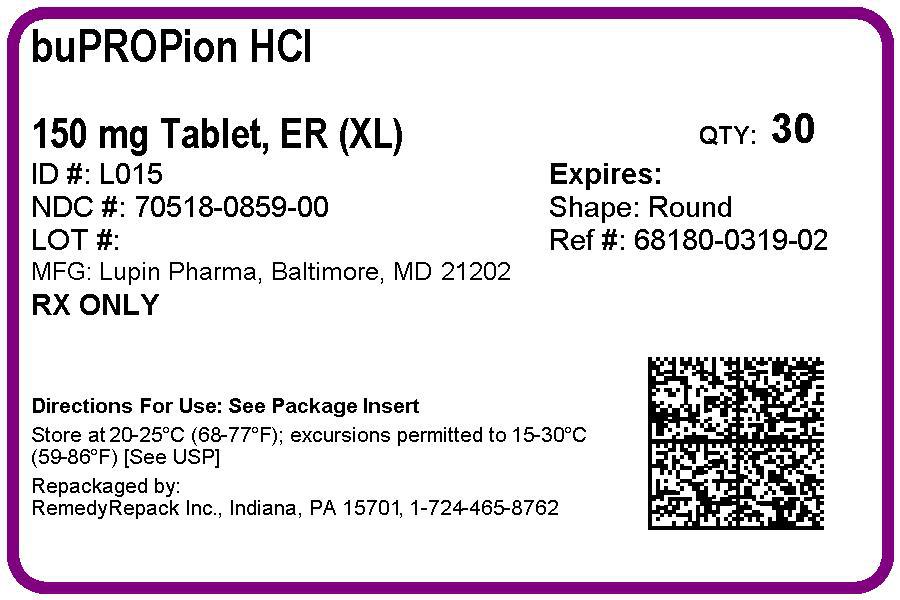 buPROPion HCl
150 mg Tablet, ER (XL)
QTY: 30
ID #: L015
NDC #: 70518-0859-00
LOT #:
MFG: Lupin Pharma, Baltimore, MD 21202
RX ONLY
Expires:
Shape: Round
Ref #: 68180-0319-02
Directions For Use: See Package Insert
Store at 20-25°C (68-77°F); excursions permitted to 15-30°C
(59-86°F) [See USP]
Repackaged by:
RemedyRepack Inc., Indiana, PA 15701, 1-724-465-8762